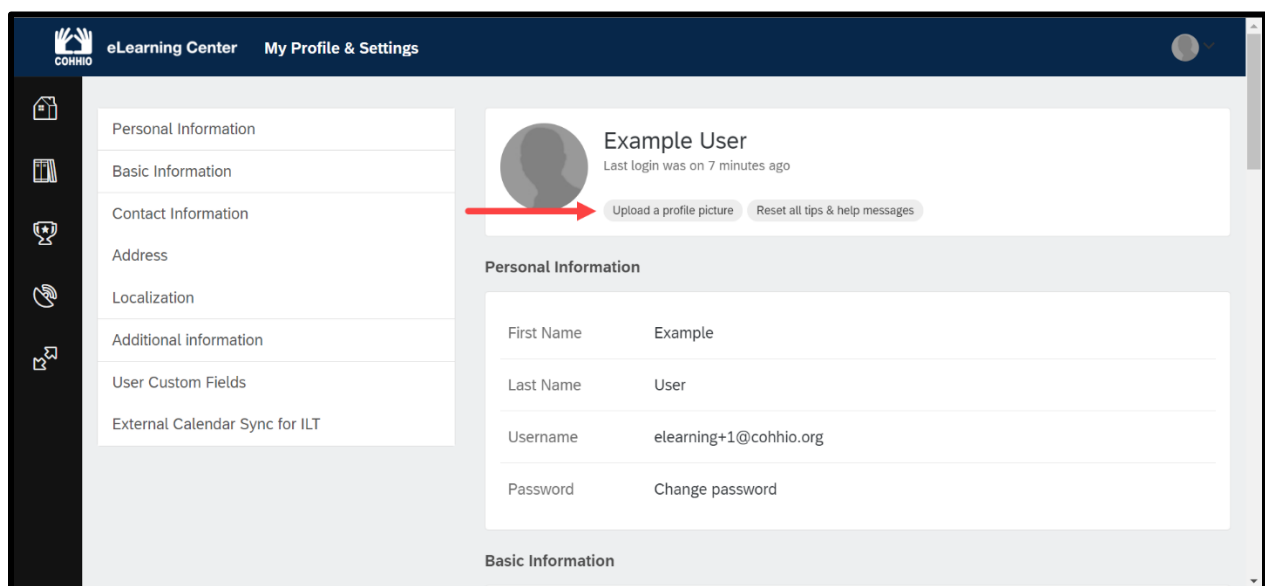 COHHIO
eLearning Center
My Profile & Settings
Personal Information
Basic Information
Contact Information
Address
Localization
Additional information
User Custom Fields
External Calendar Sync for ILT
Example User
Last login was on 7 minutes ago
Upload a profile picture
Reset all tips & help messages
Personal Information
First Name Example
Last Name User
Username elearning+1@cohhio.org
Password Change password
Basic Information